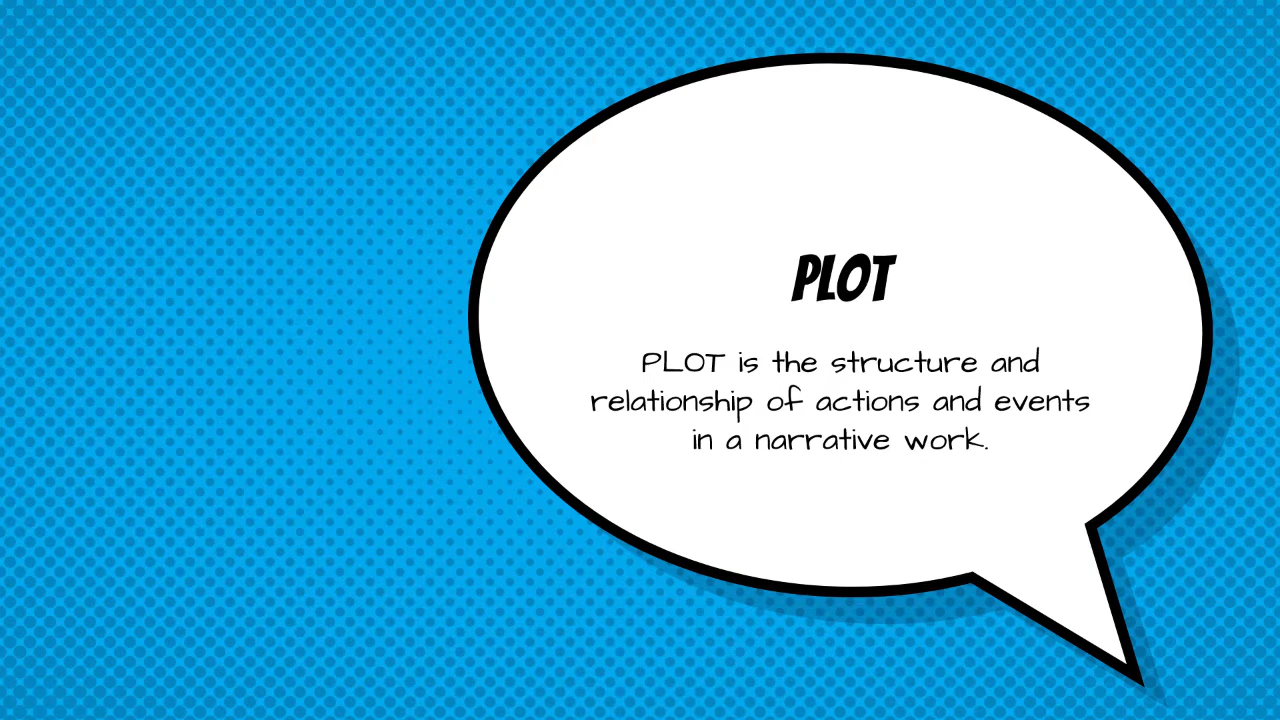 PLOT
PLOT is the structure and
relationship of actions and events
in a narrative work.